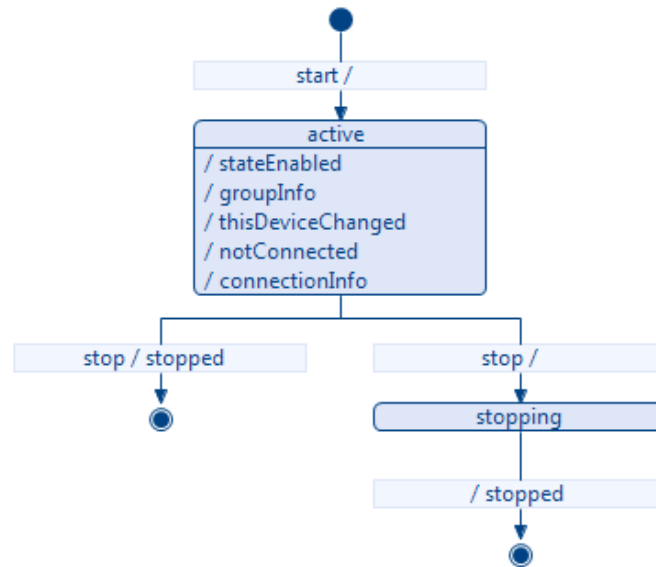 start /
active
/ stateEnabled
/ groupInfo
/ thisDeviceChanged
/ notConnected
/ connectionInfo
stop / stopped
stop /
stopping
/ stopped